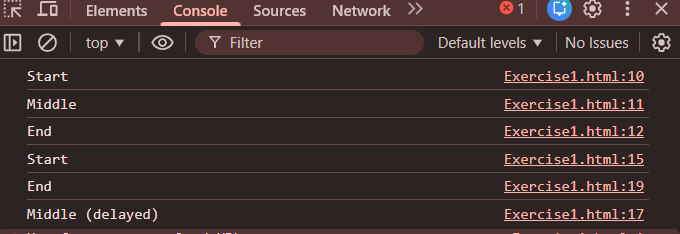 Elements Console Sources Network 1
top Filter Default levels No Issues
Start Exercise1.html:10
Middle Exercise1.html:11
End Exercise1.html:12
Start Exercise1.html:15
End Exercise1.html:19
Middle (delayed) Exercise1.html:17